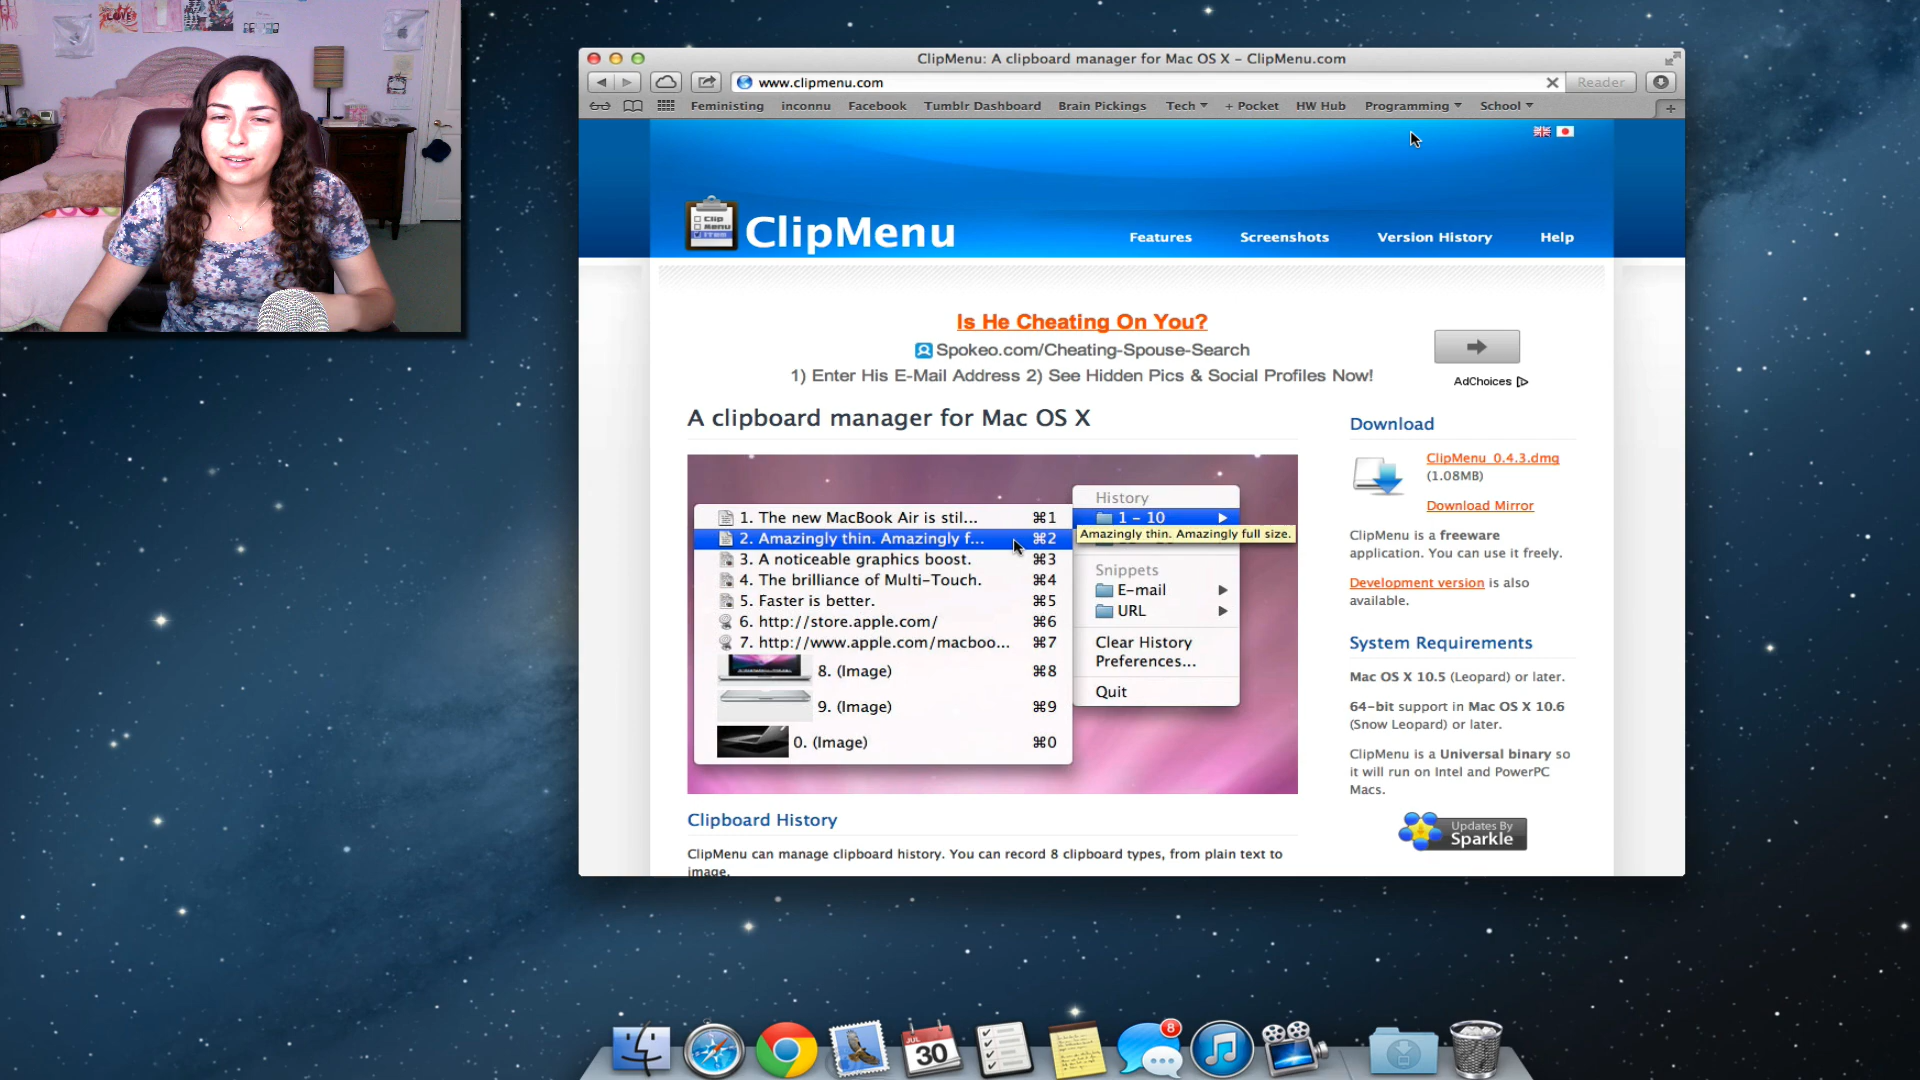 LOVE
ClipMenu: A clipboard manager for Mac OS X – ClipMenu.com
www.clipmenu.com
Reader
Feministing inconnu Facebook Tumblr Dashboard Brain Pickings Tech + Pocket HW Hub Programming School
Clip
Menu
ITEM
ClipMenu
Features Screenshots Version History Help
Is He Cheating On You?
Spokeo.com/Cheating-Spouse-Search
1) Enter His E-Mail Address 2) See Hidden Pics & Social Profiles Now!
AdChoices
A clipboard manager for Mac OS X
1. The new MacBook Air is stil... ⌘1
2. Amazingly thin. Amazingly f... ⌘2
3. A noticeable graphics boost. ⌘3
4. The brilliance of Multi-Touch. ⌘4
5. Faster is better. ⌘5
6. http://store.apple.com/ ⌘6
7. http://www.apple.com/macboo... ⌘7
8. (Image) ⌘8
9. (Image) ⌘9
0. (Image) ⌘0
History
1 – 10
Amazingly thin. Amazingly full size.
Snippets
E-mail
URL
Clear History
Preferences...
Quit
Clipboard History
ClipMenu can manage clipboard history. You can record 8 clipboard types, from plain text to
image.
Download
ClipMenu_0.4.3.dmg
(1.08MB)
Download Mirror
ClipMenu is a freeware
application. You can use it freely.
Development version is also
available.
System Requirements
Mac OS X 10.5 (Leopard) or later.
64-bit support in Mac OS X 10.6
(Snow Leopard) or later.
ClipMenu is a Universal binary so
it will run on Intel and PowerPC
Macs.
Updates By
Sparkle
JUL
30
8